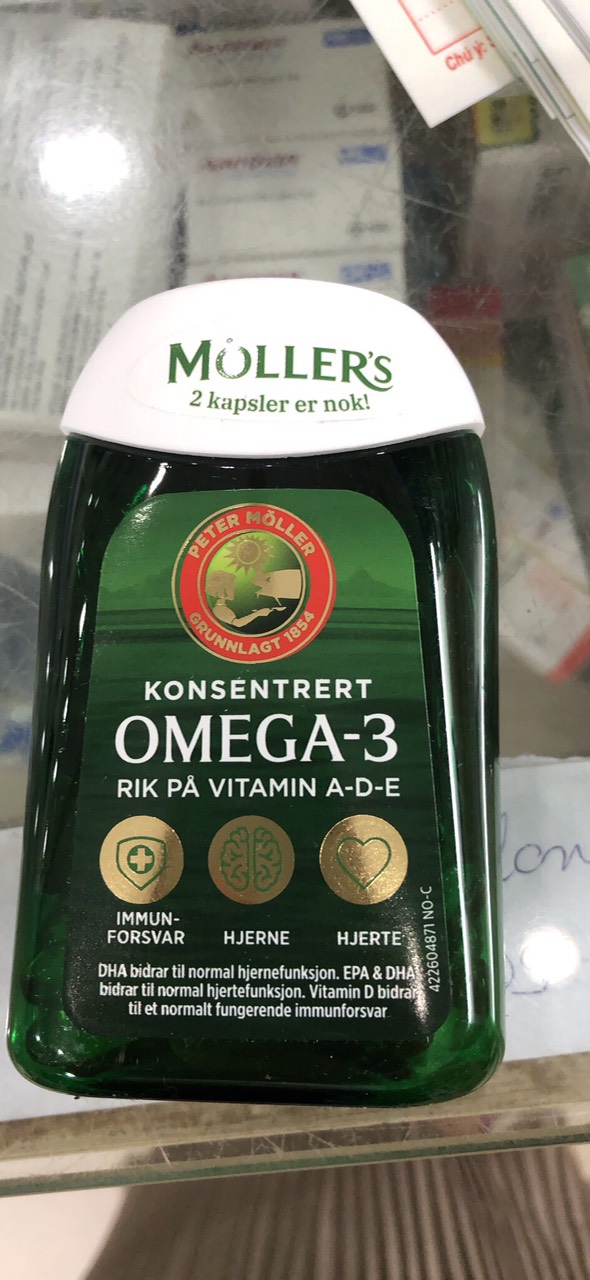 Chú ý:
MÖLLER'S
2 kapsler er nok!
PETER MÖLLER
GRUNNLAGT 1854
KONSENTRERT
OMEGA-3
RIK PÅ VITAMIN A-D-E
IMMUN-
FORSVAR
HJERNE
HJERTE
DHA bidrar til normal hjernefunksjon. EPA & DHA
bidrar til normal hjertefunksjon. Vitamin D bidrar
til et normalt fungerende immunforsvar
422604871 NO-C